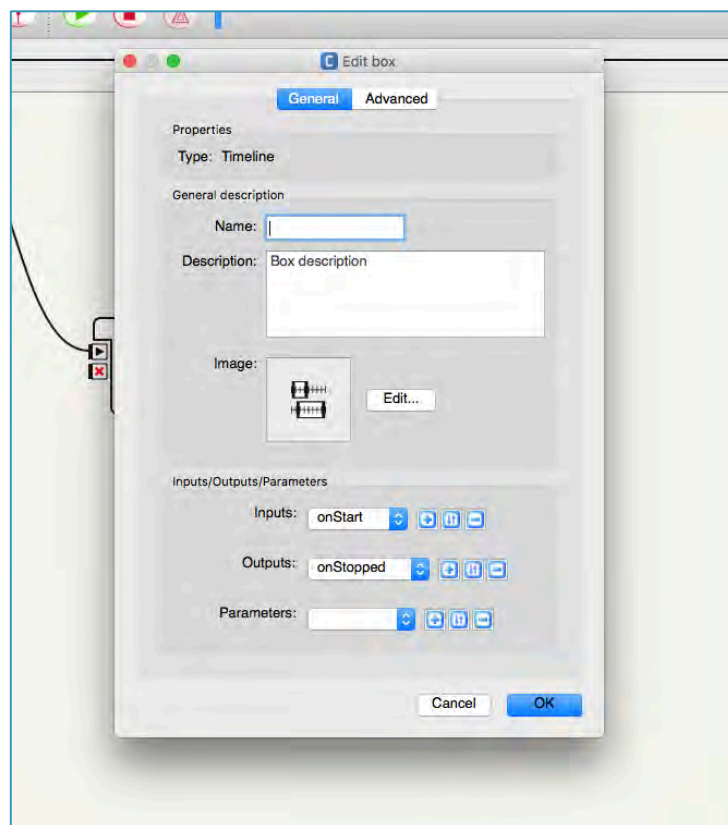 Edit box
General Advanced
Properties
Type: Timeline
General description
Name:
Description: Box description
Image:
Edit...
Inputs/Outputs/Parameters
Inputs: onStart
Outputs: onStopped
Parameters:
Cancel OK